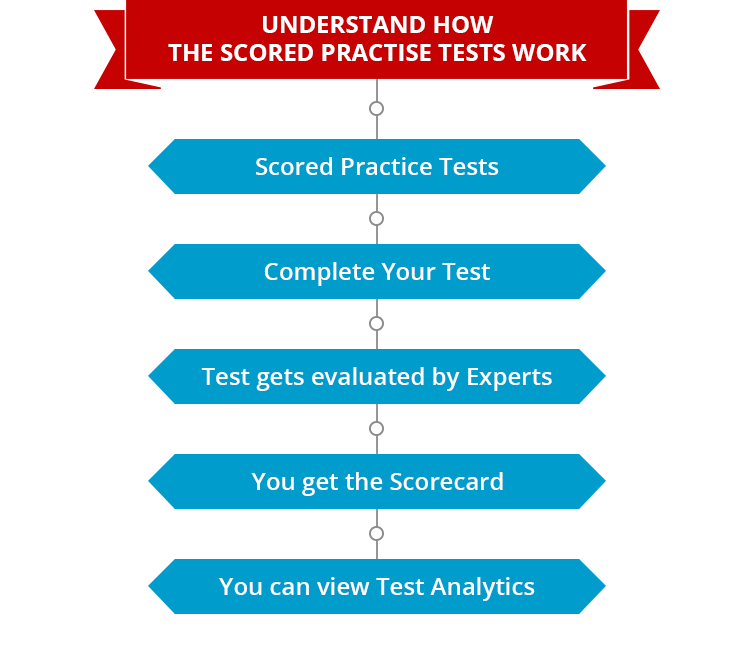 UNDERSTAND HOW
THE SCORED PRACTISE TESTS WORK
Scored Practice Tests
Complete Your Test
Test gets evaluated by Experts
You get the Scorecard
You can view Test Analytics